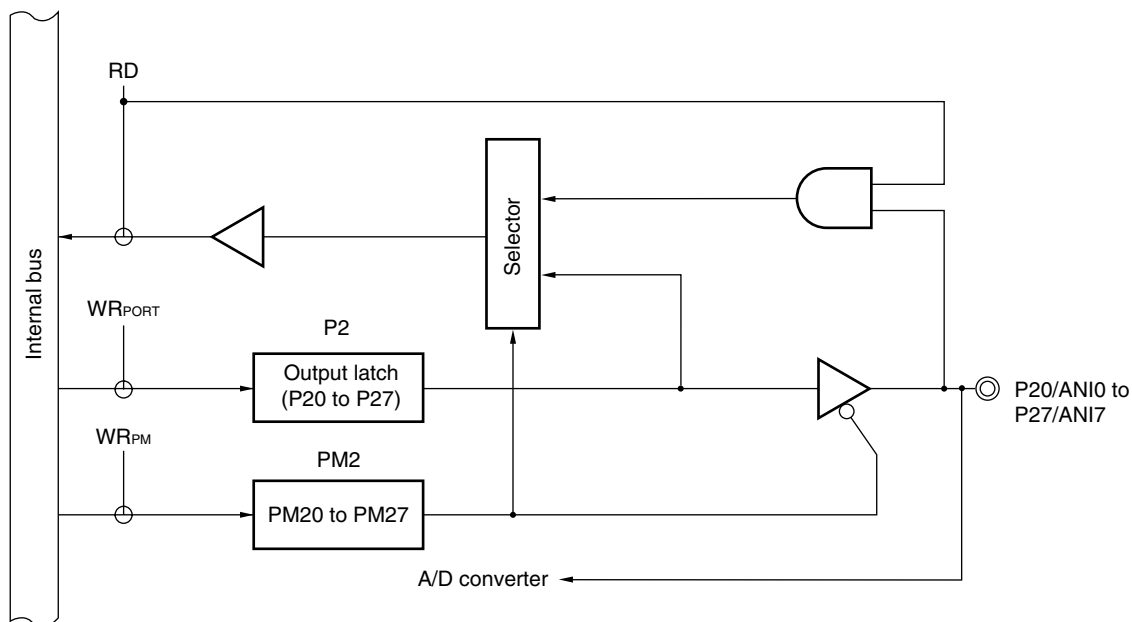 RD
Selector
Internal bus
WRPORT
P2
Output latch
(P20 to P27)
P20/ANI0 to
P27/ANI7
WRPM
PM2
PM20 to PM27
A/D converter